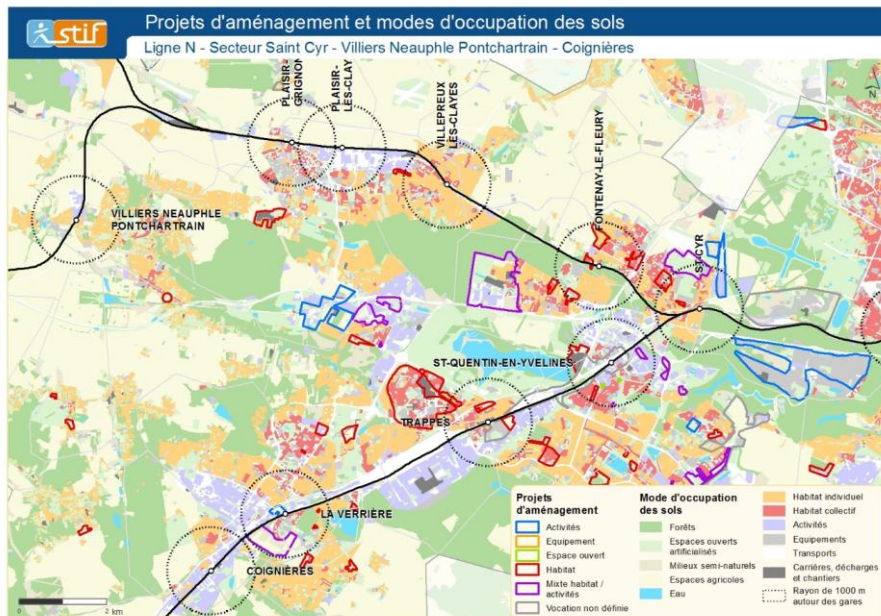 stif
Projets d'aménagement et modes d'occupation des sols
Ligne N - Secteur Saint Cyr - Villiers Neauphle Pontchartrain - Coignières
N
PLAISIR-
GRIGNON
PLAISIR-
LES-CLAY
VILLEPREUX
LES-CLAYES
FONTENAY-LE-FLEURY
ST-CYR
VILLIERS NEAUPHLE
PONTCHARTRAIN
ST-QUENTIN-EN-YVELINES
TRAPPES
LA VERRIÈRE
COIGNIÈRES
0
2 km
Projets
d'aménagement
Activités
Equipement
Espace ouvert
Habitat
Mixte habitat /
activités
Vocation non définie
Mode d'occupation
des sols
Forêts
Espaces ouverts
artificialisés
Milieux semi-naturels
Espaces agricoles
Eau
Habitat individuel
Habitat collectif
Activités
Equipements
Transports
Carrières, décharges
et chantiers
Rayon de 1000 m
autour des gares